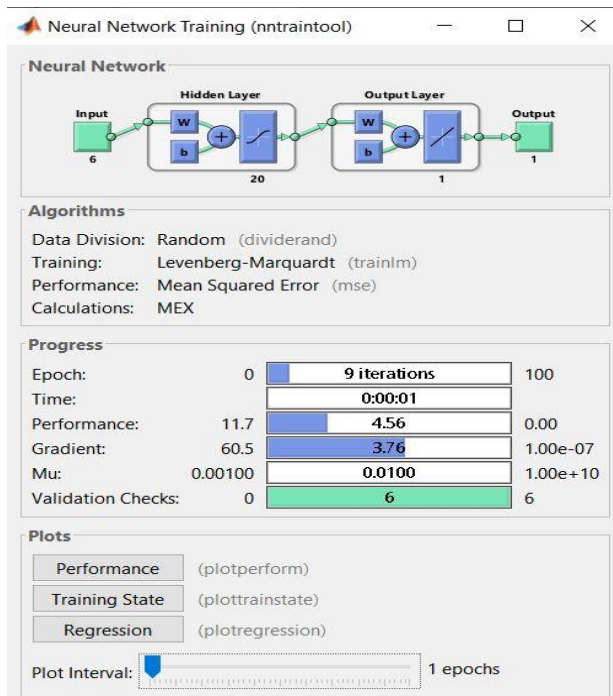 Neural Network Training (nntraintool)
Neural Network
Hidden Layer
Output Layer
Input
Output
W
W
b
b
6
20
1
1
Algorithms
Data Division: Random (dividerand)
Training: Levenberg-Marquardt (trainlm)
Performance: Mean Squared Error (mse)
Calculations: MEX
Progress
Epoch: 0 9 iterations 100
Time: 0:00:01
Performance: 11.7 4.56 0.00
Gradient: 60.5 3.76 1.00e-07
Mu: 0.00100 0.0100 1.00e+10
Validation Checks: 0 6 6
Plots
Performance (plotperform)
Training State (plottrainstate)
Regression (plotregression)
Plot Interval: 1 epochs